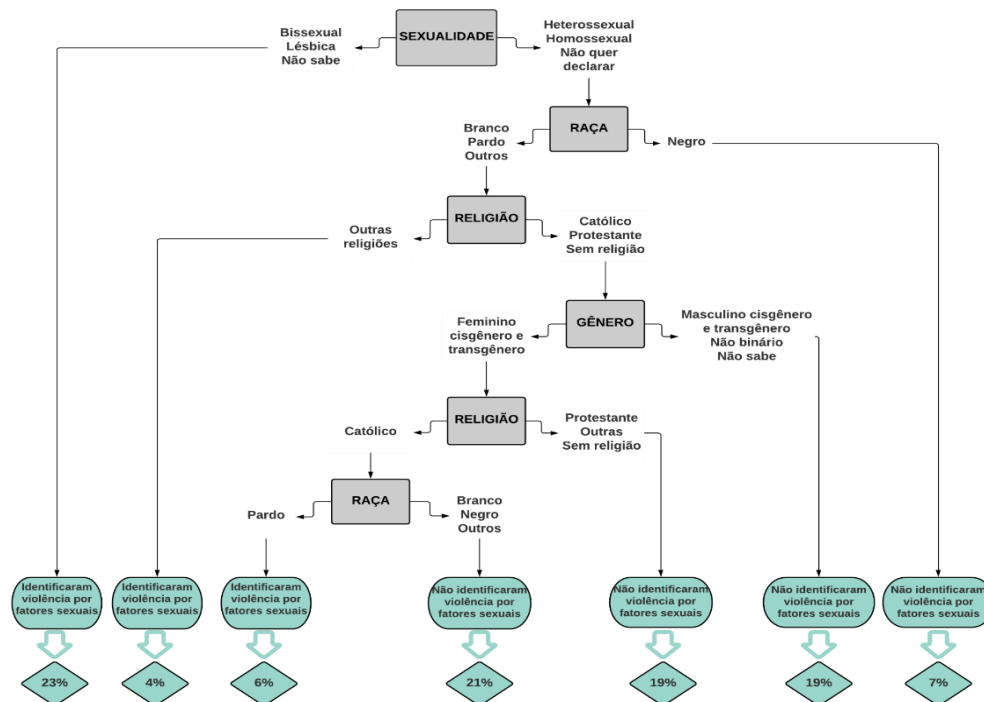 SEXUALIDADE
Bissexual
Lésbica
Não sabe
Heterossexual
Homossexual
Não quer
declarar
RAÇA
Branco
Pardo
Outros
Negro
RELIGIÃO
Outras
religiões
Católico
Protestante
Sem religião
GÊNERO
Feminino
cisgênero e
transgênero
Masculino cisgênero
e transgênero
Não binário
Não sabe
RELIGIÃO
Católico
Protestante
Outras
Sem religião
RAÇA
Pardo
Branco
Negro
Outros
Identificaram
violência por
fatores sexuais
Identificaram
violência por
fatores sexuais
Identificaram
violência por
fatores sexuais
Não identificaram
violência por
fatores sexuais
Não identificaram
violência por
fatores sexuais
Não identificaram
violência por
fatores sexuais
Não identificaram
violência por
fatores sexuais
23%
4%
6%
21%
19%
19%
7%